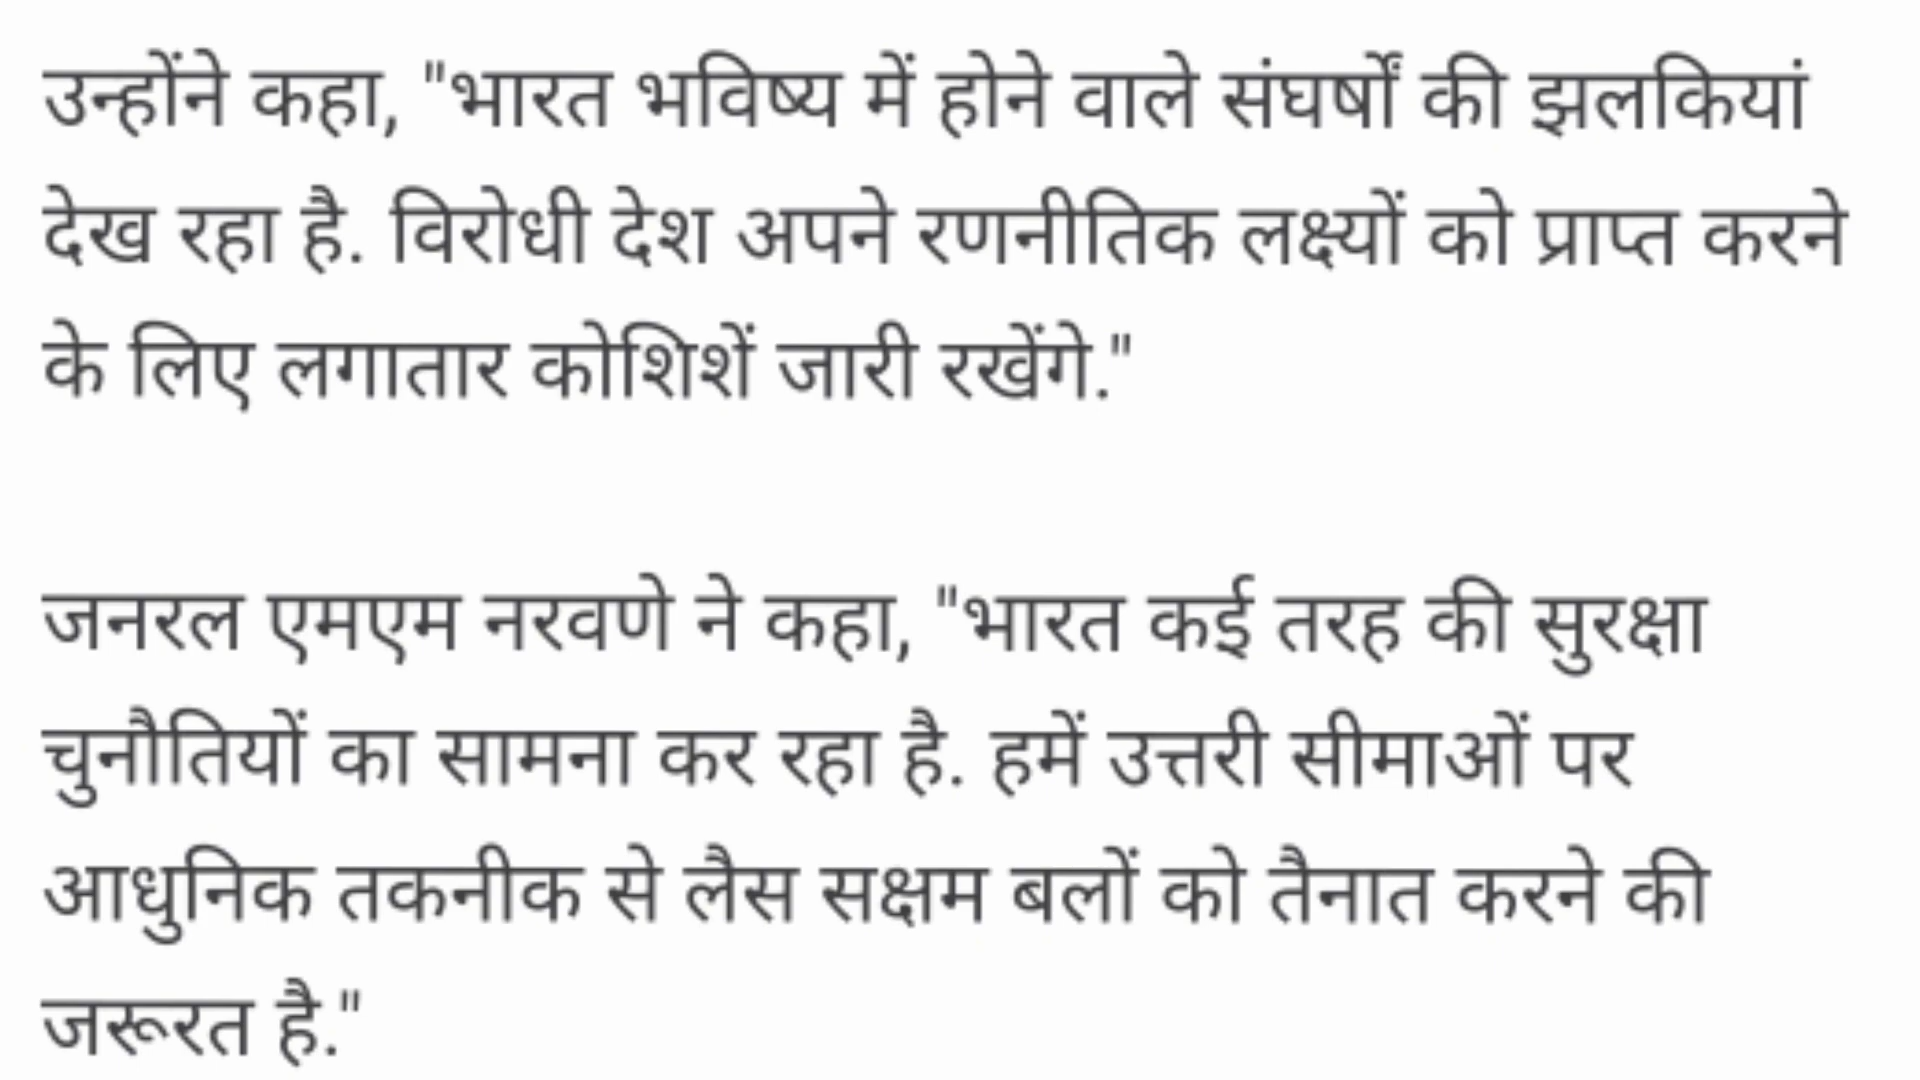 उन्होंने कहा, "भारत भविष्य में होने वाले संघर्षों की झलकियां
देख रहा है. विरोधी देश अपने रणनीतिक लक्ष्यों को प्राप्त करने
के लिए लगातार कोशिशें जारी रखेंगे."
जनरल एमएम नरवणे ने कहा, "भारत कई तरह की सुरक्षा
चुनौतियों का सामना कर रहा है. हमें उत्तरी सीमाओं पर
आधुनिक तकनीक से लैस सक्षम बलों को तैनात करने की
जरूरत है."